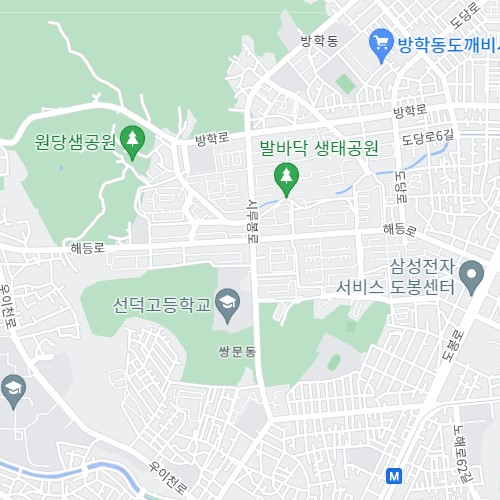 도당로
방학동
방학동도깨비시
방학로
원당샘공원
방학로
도당로6길
발바닥 생태공원
도당로
시루봉로
해등로
해등로
우이천로
삼성전자
서비스 도봉센터
선덕고등학교
쌍문동
도봉로
노해로62길
우이천로
M